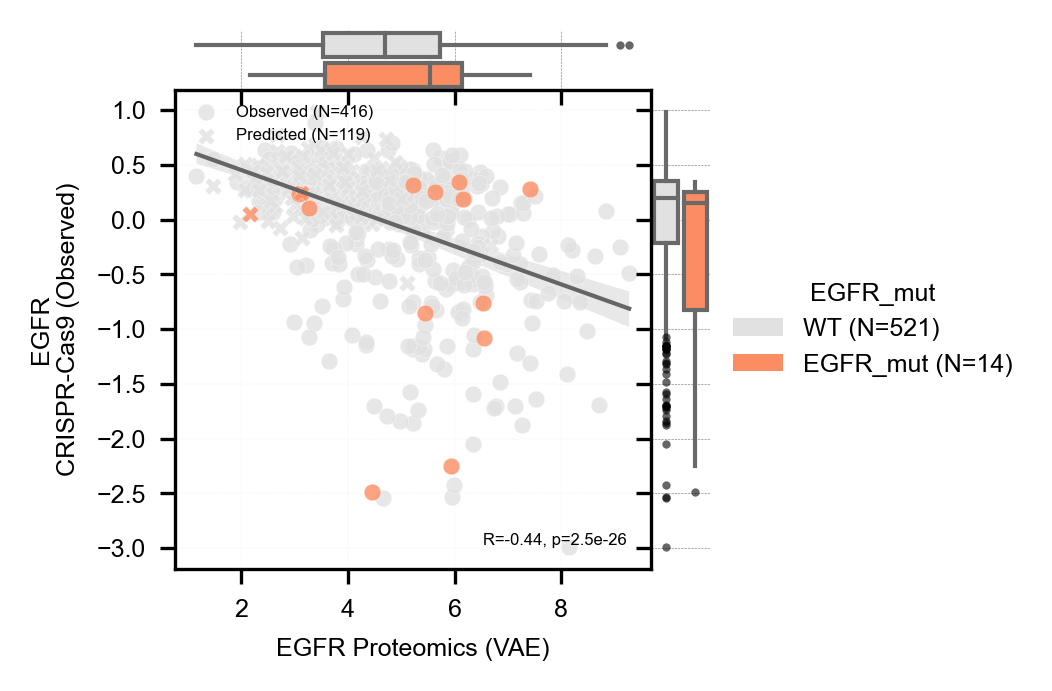 Observed (N=416)
Predicted (N=119)
1.0
0.5
0.0
−0.5
−1.0
−1.5
−2.0
−2.5
−3.0
EGFR
CRISPR-Cas9 (Observed)
R=-0.44, p=2.5e-26
2 4 6 8
EGFR Proteomics (VAE)
EGFR_mut
WT (N=521)
EGFR_mut (N=14)